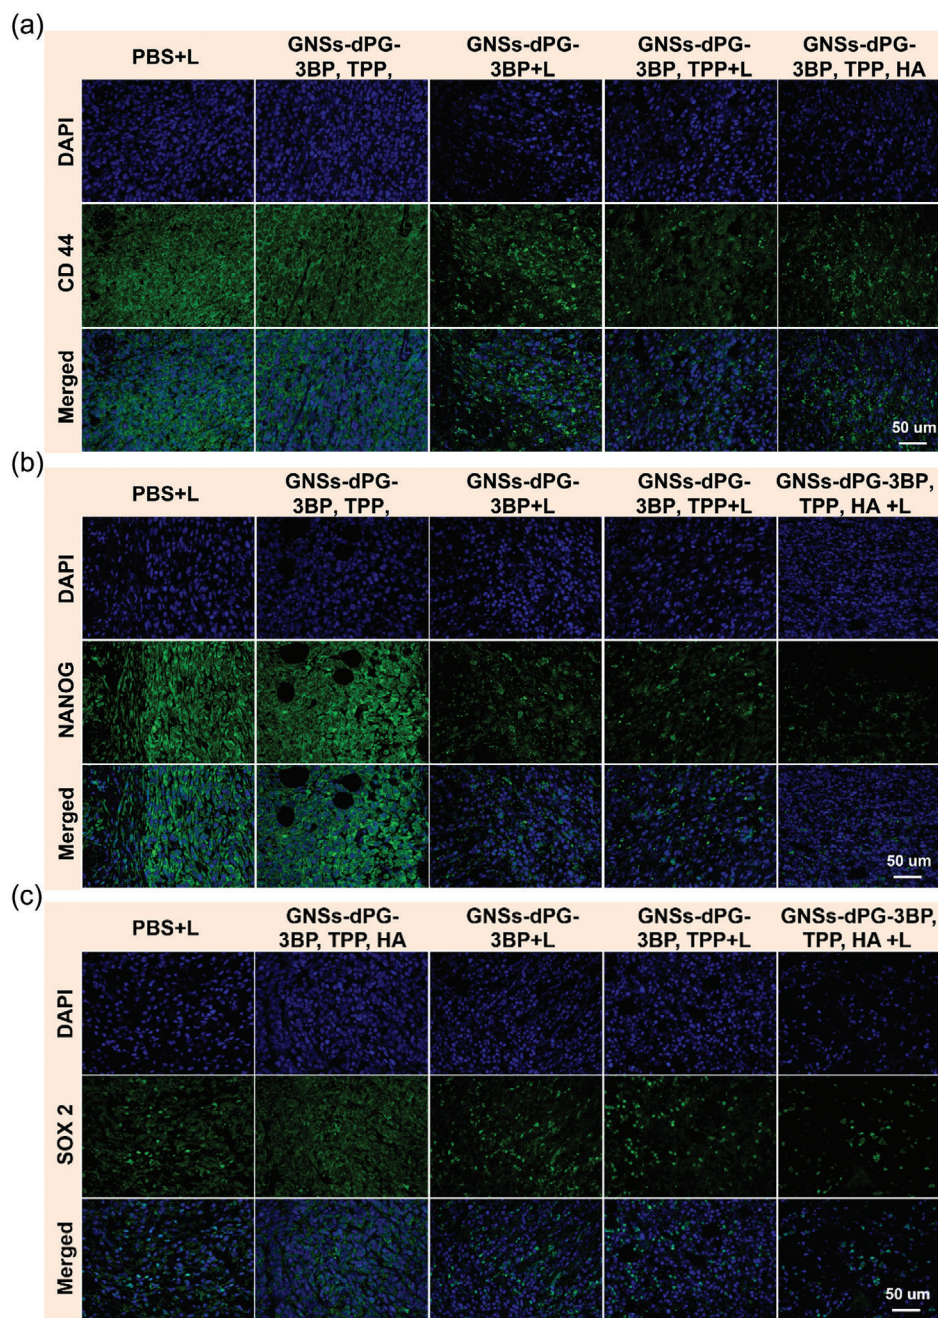 (a)
PBS+L
GNSs-dPG-
3BP, TPP,
GNSs-dPG-
3BP+L
GNSs-dPG-
3BP, TPP+L
GNSs-dPG-
3BP, TPP, HA
DAPI
CD 44
Merged
50 um
(b)
PBS+L
GNSs-dPG-
3BP, TPP,
GNSs-dPG-
3BP+L
GNSs-dPG-
3BP, TPP+L
GNSs-dPG-3BP,
TPP, HA +L
DAPI
NANOG
Merged
50 um
(c)
PBS+L
GNSs-dPG-
3BP, TPP, HA
GNSs-dPG-
3BP+L
GNSs-dPG-
3BP, TPP+L
GNSs-dPG-3BP,
TPP, HA +L
DAPI
SOX 2
Merged
50 um